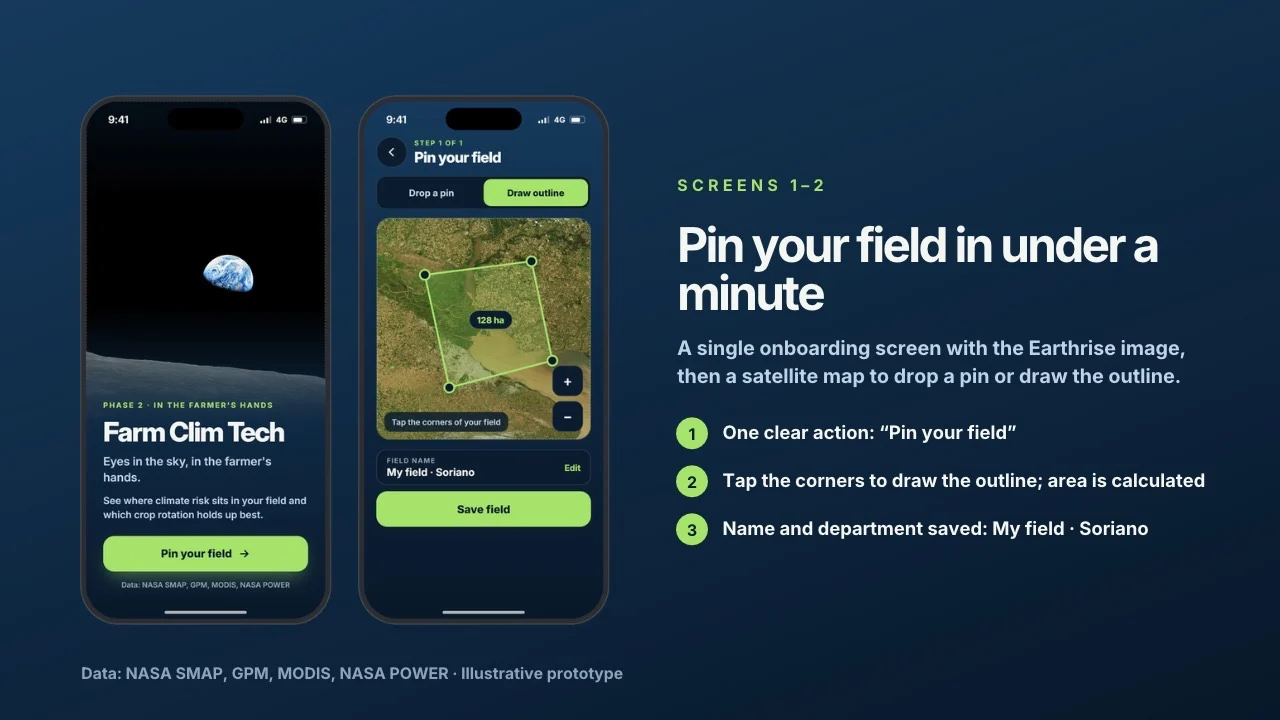 9:41
4G
PHASE 2 · IN THE FARMER'S HANDS
Farm Clim Tech
Eyes in the sky, in the farmer's
hands.
See where climate risk sits in your field and
which crop rotation holds up best.
Pin your field →
Data: NASA SMAP, GPM, MODIS, NASA POWER
9:41
4G
STEP 1 OF 1
Pin your field
Drop a pin
Draw outline
128 ha
+
−
Tap the corners of your field
FIELD NAME
My field · Soriano
Edit
Save field
SCREENS 1–2
Pin your field in under a
minute
A single onboarding screen with the Earthrise image,
then a satellite map to drop a pin or draw the outline.
1 One clear action: “Pin your field”
2 Tap the corners to draw the outline; area is calculated
3 Name and department saved: My field · Soriano
Data: NASA SMAP, GPM, MODIS, NASA POWER · Illustrative prototype